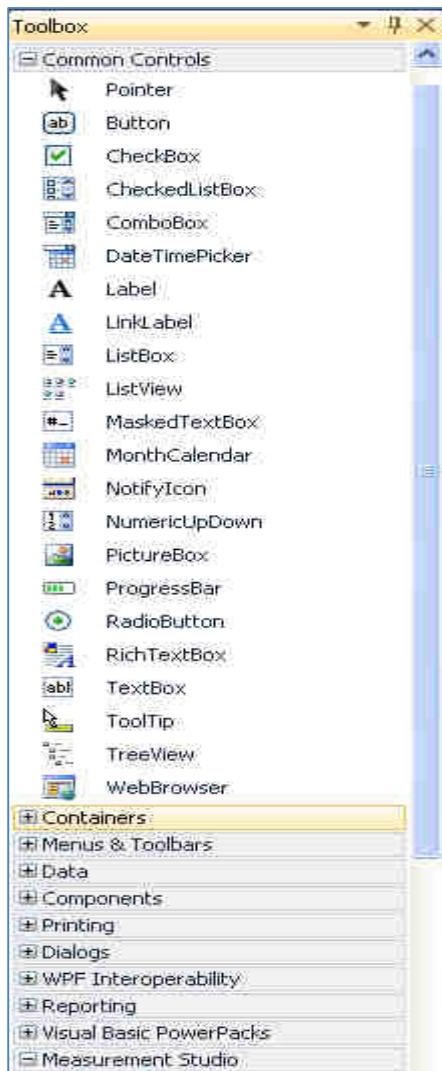 Toolbox
Common Controls
Pointer
Button
CheckBox
CheckedListBox
ComboBox
DateTimePicker
Label
LinkLabel
ListBox
ListView
MaskedTextBox
MonthCalendar
NotifyIcon
NumericUpDown
PictureBox
ProgressBar
RadioButton
RichTextBox
TextBox
ToolTip
TreeView
WebBrowser
Containers
Menus & Toolbars
Data
Components
Printing
Dialogs
WPF Interoperability
Reporting
Visual Basic PowerPacks
Measurement Studio